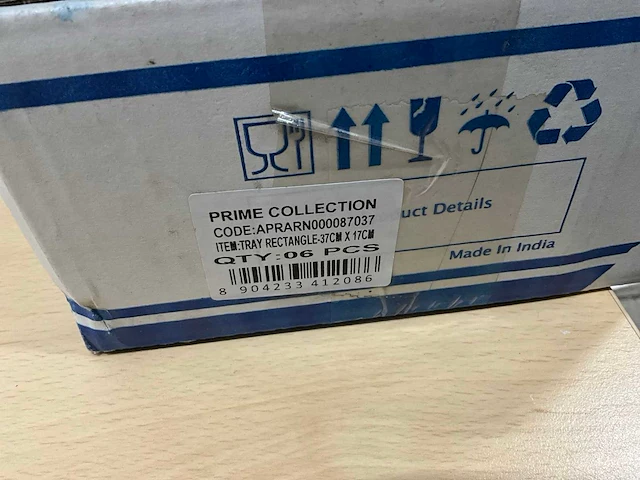 PRIME COLLECTION
CODE:APRARN000087037
ITEM:TRAY RECTANGLE-37CM X 17CM
QTY:06 PCS
8 904233 412086
uct Details
Made In India